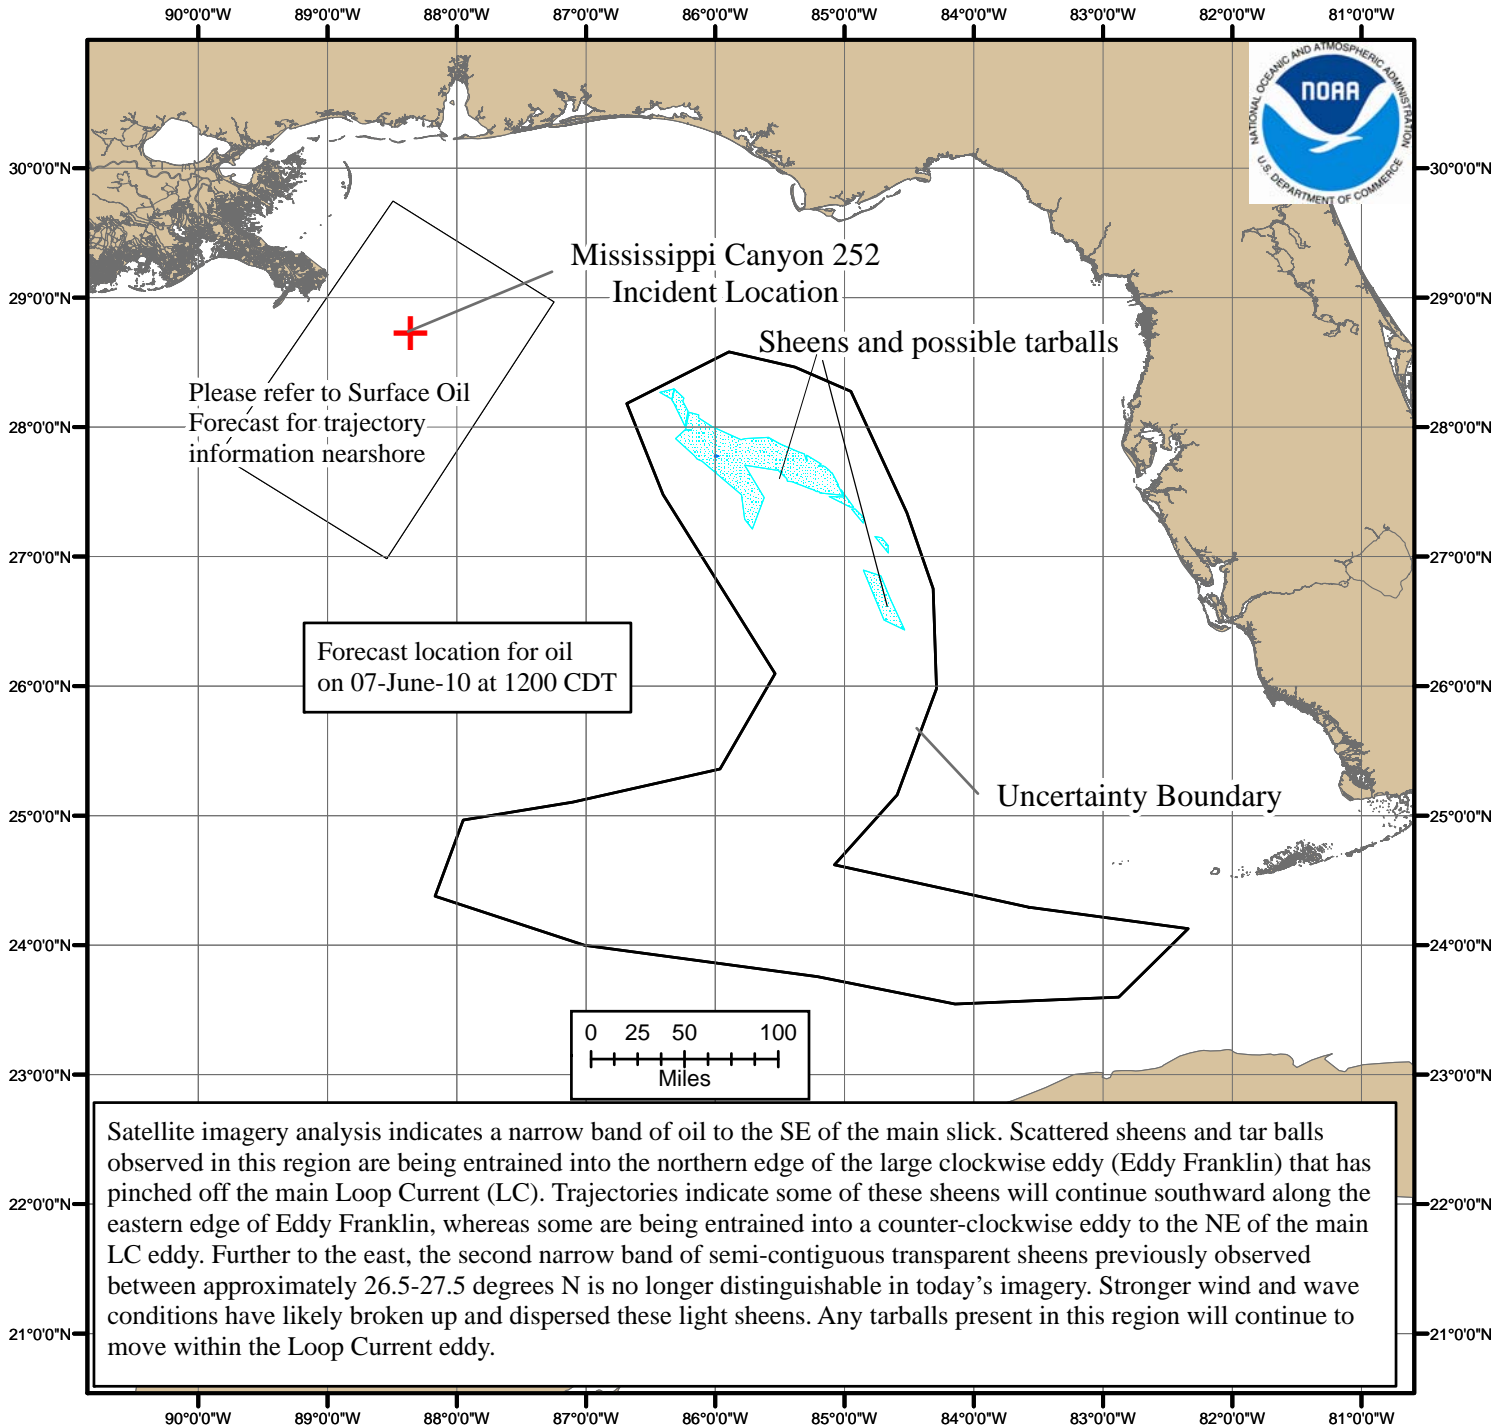 90°0'0"W 89°0'0"W 88°0'0"W 87°0'0"W 86°0'0"W 85°0'0"W 84°0'0"W 83°0'0"W 82°0'0"W 81°0'0"W
NATIONAL OCEANIC AND ATMOSPHERIC ADMINISTRATION
NOAA
U.S. DEPARTMENT OF COMMERCE
30°0'0"N 30°0'0"N
Mississippi Canyon 252
Incident Location
29°0'0"N 29°0'0"N
Sheens and possible tarballs
Please refer to Surface Oil
Forecast for trajectory
information nearshore
28°0'0"N 28°0'0"N
27°0'0"N 27°0'0"N
Forecast location for oil
on 07-June-10 at 1200 CDT
26°0'0"N 26°0'0"N
Uncertainty Boundary
25°0'0"N 25°0'0"N
24°0'0"N 24°0'0"N
0 25 50 100
Miles
23°0'0"N 23°0'0"N
Satellite imagery analysis indicates a narrow band of oil to the SE of the main slick. Scattered sheens and tar balls
observed in this region are being entrained into the northern edge of the large clockwise eddy (Eddy Franklin) that has
pinched off the main Loop Current (LC). Trajectories indicate some of these sheens will continue southward along the
eastern edge of Eddy Franklin, whereas some are being entrained into a counter-clockwise eddy to the NE of the main
LC eddy. Further to the east, the second narrow band of semi-contiguous transparent sheens previously observed
between approximately 26.5-27.5 degrees N is no longer distinguishable in today's imagery. Stronger wind and wave
conditions have likely broken up and dispersed these light sheens. Any tarballs present in this region will continue to
move within the Loop Current eddy.
22°0'0"N 22°0'0"N
21°0'0"N 21°0'0"N
90°0'0"W 89°0'0"W 88°0'0"W 87°0'0"W 86°0'0"W 85°0'0"W 84°0'0"W 83°0'0"W 82°0'0"W 81°0'0"W